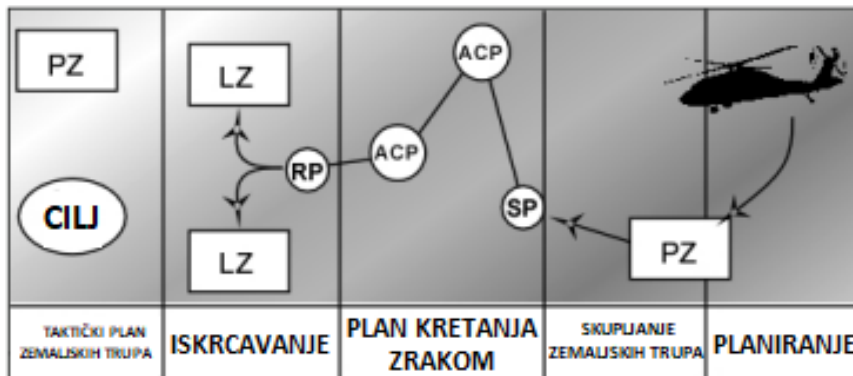 PZ
LZ
ACP
ACP
RP
CILJ
SP
LZ
PZ
TAKTIČKI PLAN
ZEMALJSKIH TRUPA
ISKRCAVANJE
PLAN KRETANJA
ZRAKOM
SKUPLJANJE
ZEMALJSKIH TRUPA
PLANIRANJE